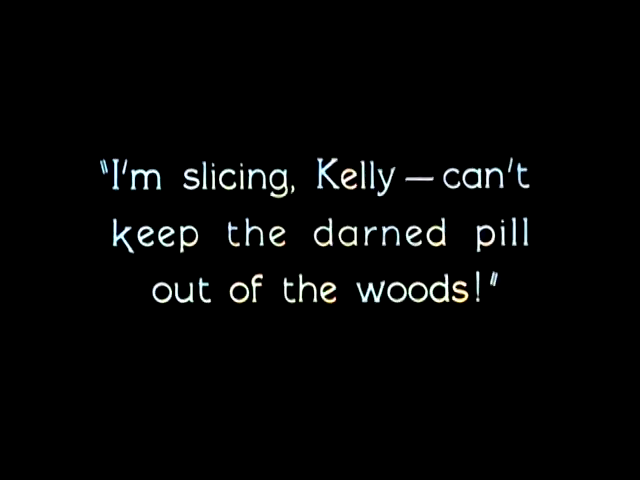 "I'm slicing, Kelly — can't
keep the darned pill
out of the woods!"